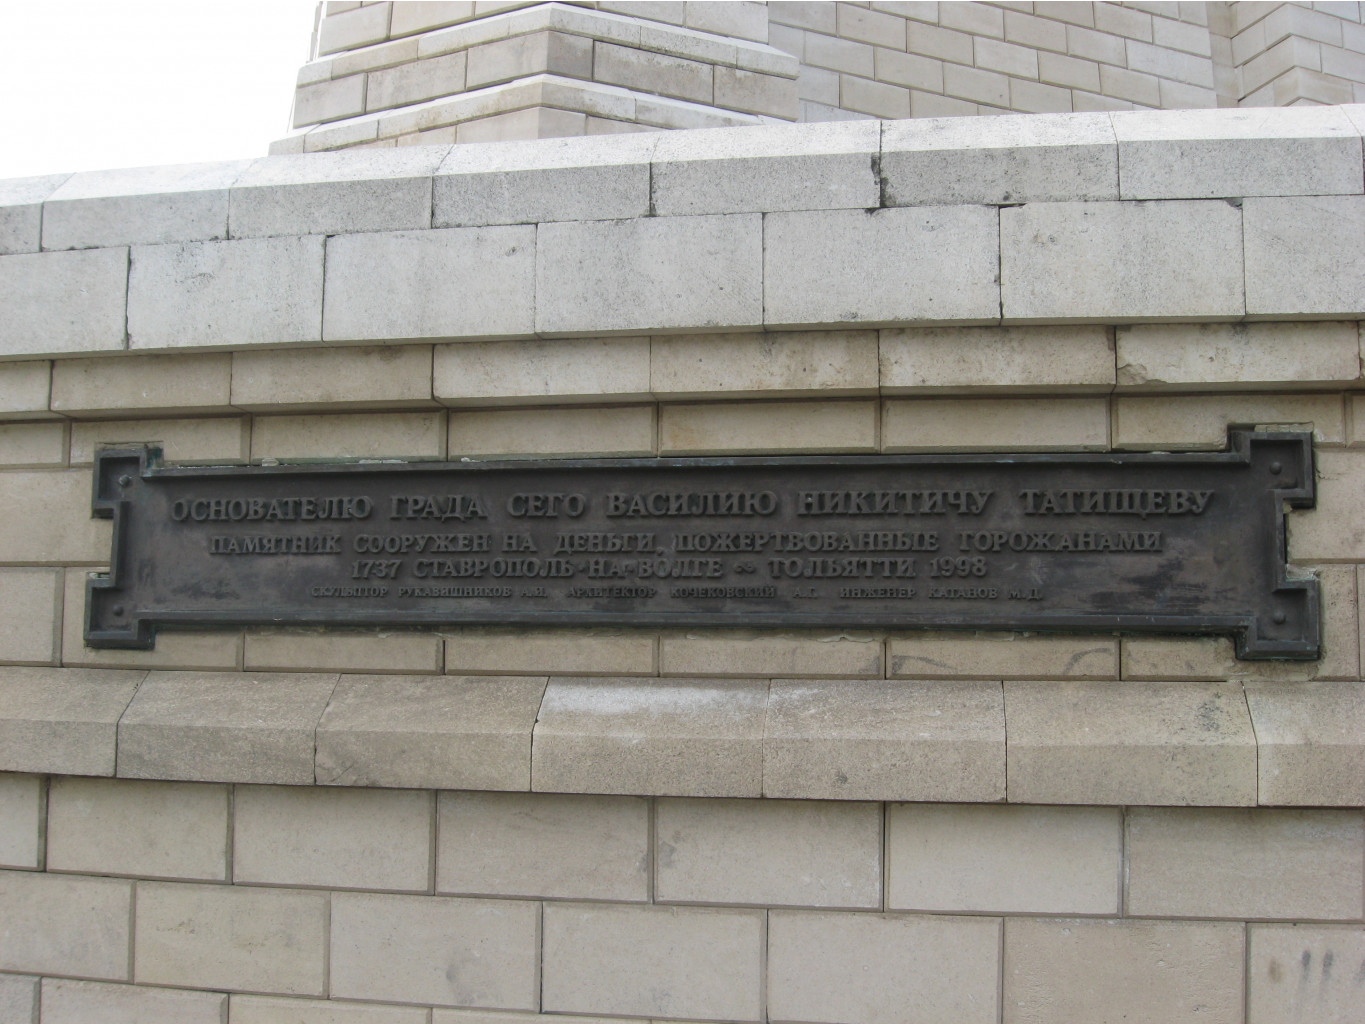 ОСНОВАТЕЛЮ ГРАДА СЕГО ВАСИЛИЮ НИКИТИЧУ ТАТИЩЕВУ
ПАМЯТНИК СООРУЖЕН НА ДЕНЬГИ, ПОЖЕРТВОВАННЫЕ ГОРОЖАНАМИ
1737 СТАВРОПОЛЬ-НА-ВОЛГЕ ~ ТОЛЬЯТТИ 1998
СКУЛЬПТОР РУКАВИШНИКОВ А.И. АРХИТЕКТОР КОЧЕКОВСКИЙ А.Г. ИНЖЕНЕР КАТАНОВ М.Д.